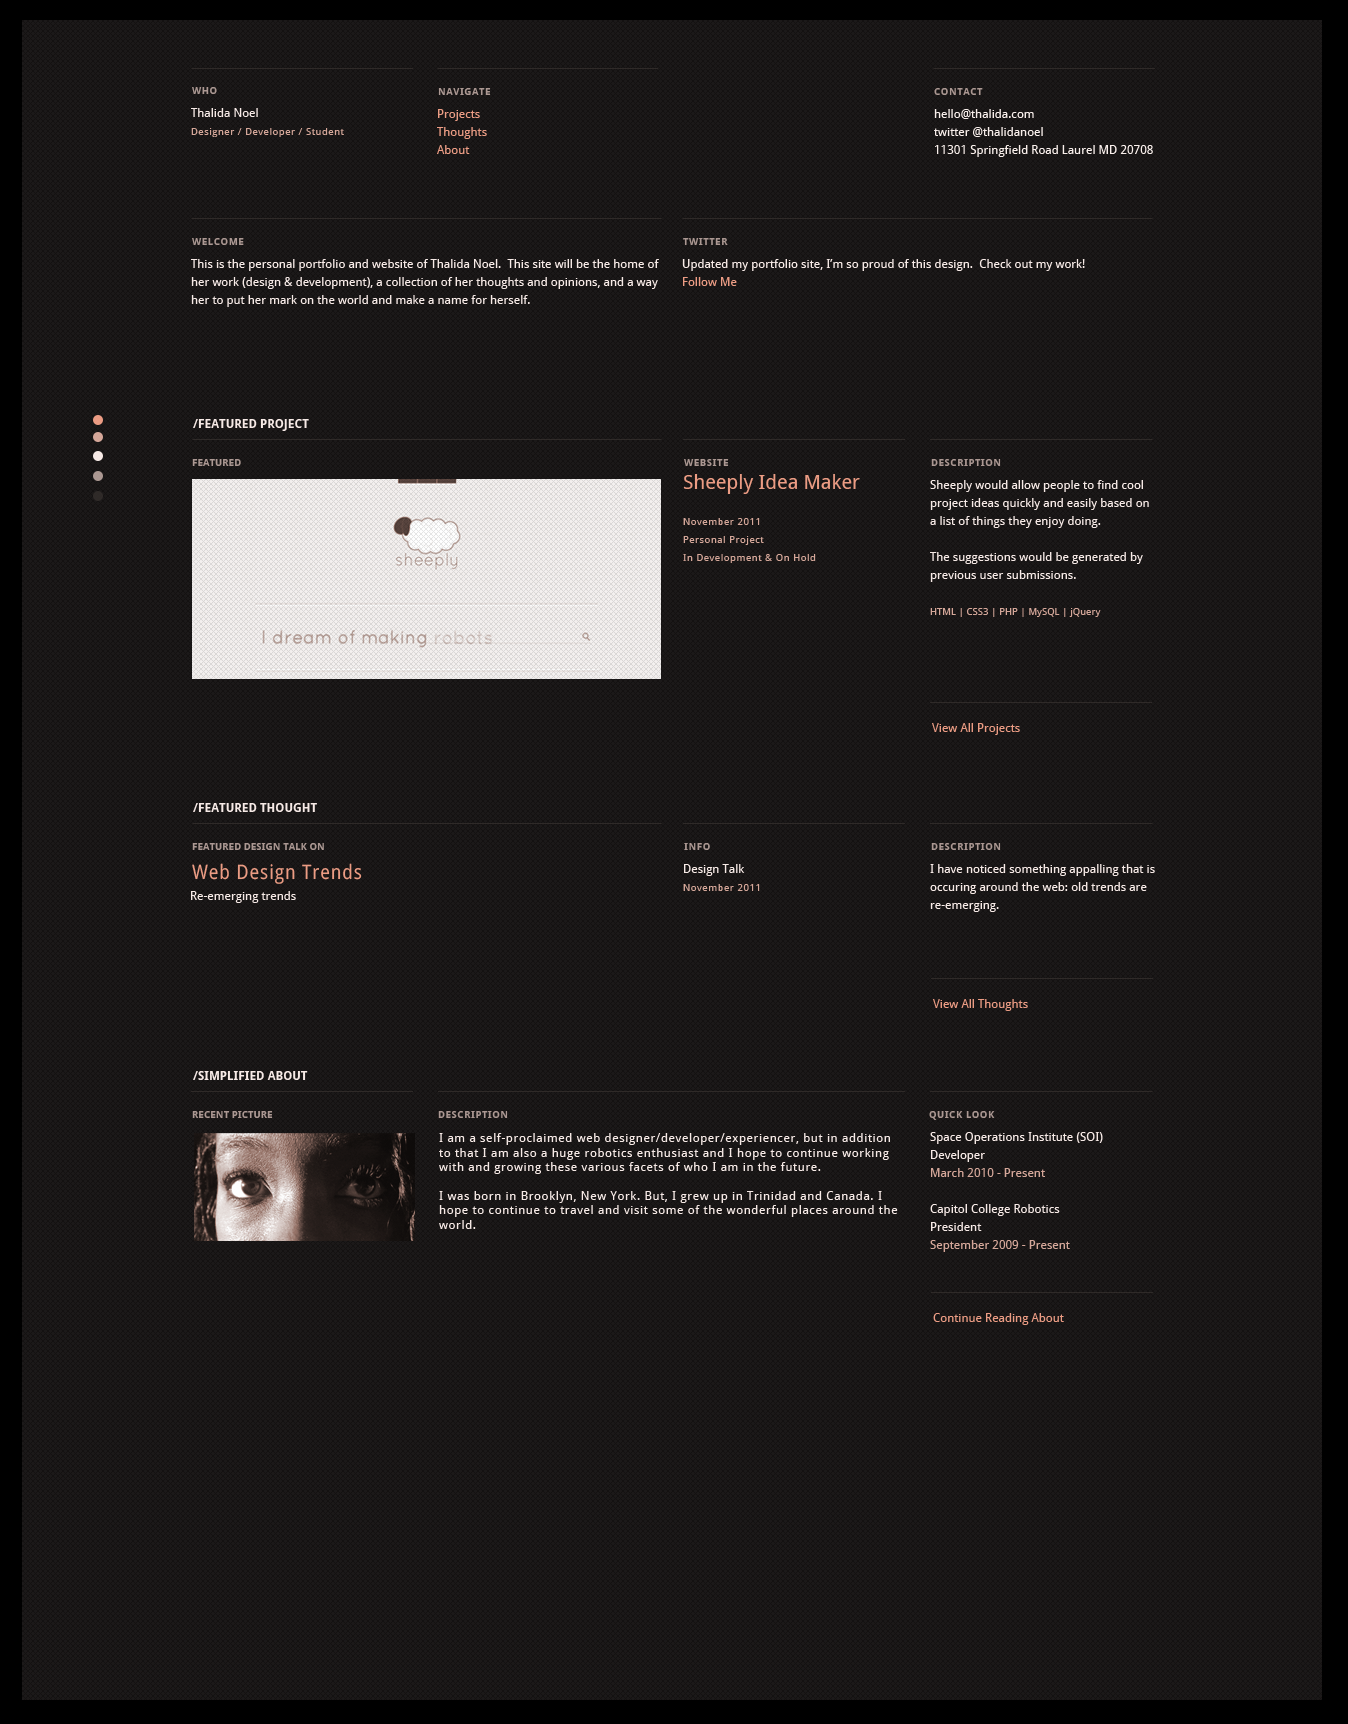 WHO
Thalida Noel
Designer / Developer / Student
NAVIGATE
Projects
Thoughts
About
CONTACT
hello@thalida.com
twitter @thalidanoel
11301 Springfield Road Laurel MD 20708
WELCOME
This is the personal portfolio and website of Thalida Noel.  This site will be the home of
her work (design & development), a collection of her thoughts and opinions, and a way
her to put her mark on the world and make a name for herself.
TWITTER
Updated my portfolio site, I'm so proud of this design.  Check out my work!
Follow Me
/FEATURED PROJECT
FEATURED
sheeply
I dream of making robots
WEBSITE
Sheeply Idea Maker
November 2011
Personal Project
In Development & On Hold
DESCRIPTION
Sheeply would allow people to find cool
project ideas quickly and easily based on
a list of things they enjoy doing.
The suggestions would be generated by
previous user submissions.
HTML | CSS3 | PHP | MySQL | jQuery
View All Projects
/FEATURED THOUGHT
FEATURED DESIGN TALK ON
Web Design Trends
Re-emerging trends
INFO
Design Talk
November 2011
DESCRIPTION
I have noticed something appalling that is
occuring around the web: old trends are
re-emerging.
View All Thoughts
/SIMPLIFIED ABOUT
RECENT PICTURE
DESCRIPTION
I am a self-proclaimed web designer/developer/experiencer, but in addition
to that I am also a huge robotics enthusiast and I hope to continue working
with and growing these various facets of who I am in the future.
I was born in Brooklyn, New York. But, I grew up in Trinidad and Canada. I
hope to continue to travel and visit some of the wonderful places around the
world.
QUICK LOOK
Space Operations Institute (SOI)
Developer
March 2010 - Present
Capitol College Robotics
President
September 2009 - Present
Continue Reading About